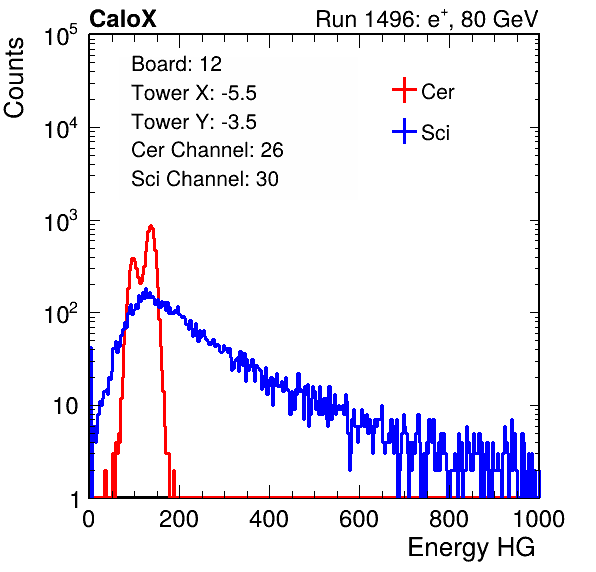 CaloX Run 1496: e⁺, 80 GeV
Counts
Board: 12
Tower X: -5.5
Tower Y: -3.5
Cer Channel: 26
Sci Channel: 30
Cer
Sci
10⁵
10⁴
10³
10²
10
1
0 200 400 600 800 1000
Energy HG